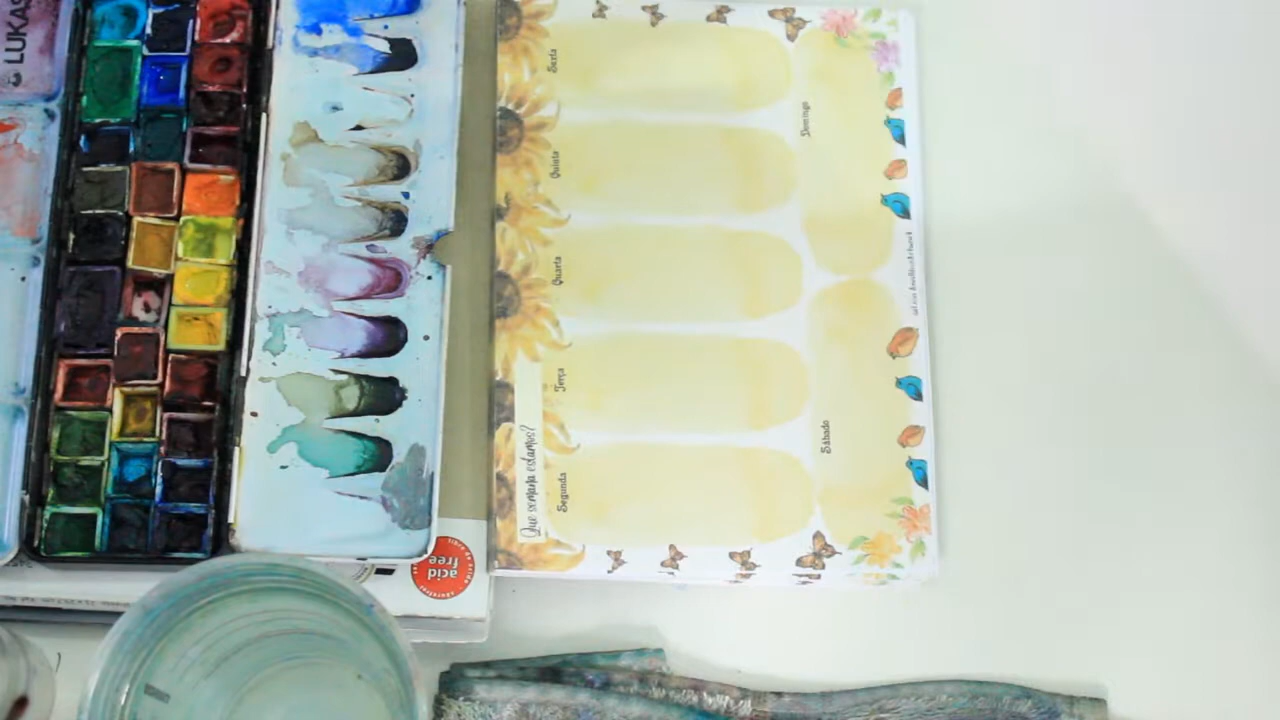 LUKAS
Que semana estamos?
Segunda
Terça
Quarta
Quinta
Sexta
Sábado
Domingo
acid
free